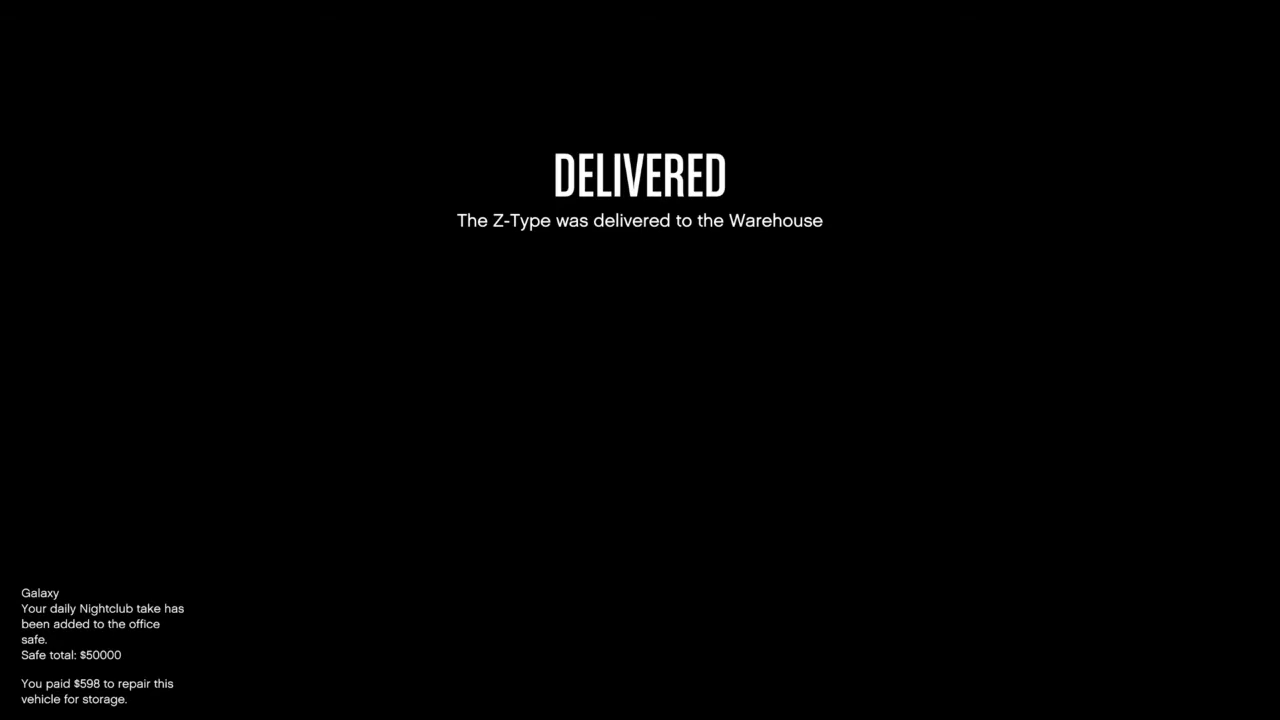 DELIVERED
The Z-Type was delivered to the Warehouse
Galaxy
Your daily Nightclub take has
been added to the office
safe.
Safe total: $50000
You paid $598 to repair this
vehicle for storage.